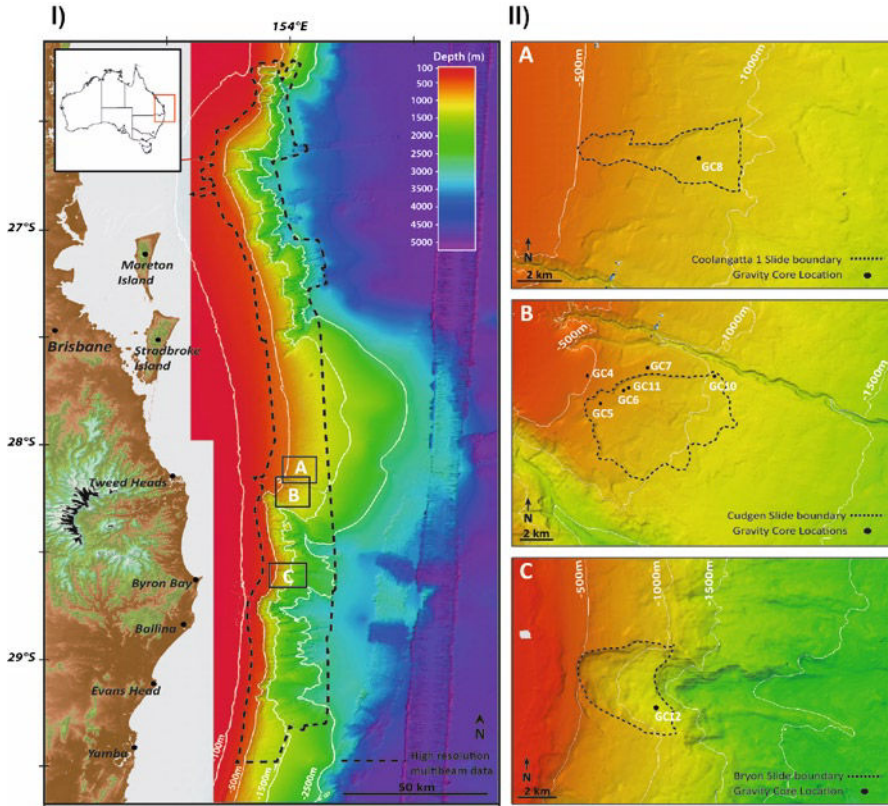 I)
154°E
Depth (m)
100
500
1000
1500
2000
2500
3000
3500
4000
4500
5000
27°S
28°S
29°S
Moreton
Island
Brisbane
Stradbroke
Island
Tweed Heads
Byron Bay
Ballina
Evans Head
Yamba
A
B
C
-100m
-500m
-1500m
-2500m
N
High resolution
multibeam data
50 km
II)
A
-500m
-1000m
GC8
N
2 km
Coolangatta 1 Slide boundary
Gravity Core Location
B
-500m
-1000m
-1500m
GC4
GC7
GC11
GC10
GC6
GC5
N
2 km
Cudgen Slide boundary
Gravity Core Locations
C
-500m
-1000m
-1500m
GC12
N
2 km
Bryon Slide boundary
Gravity Core Location